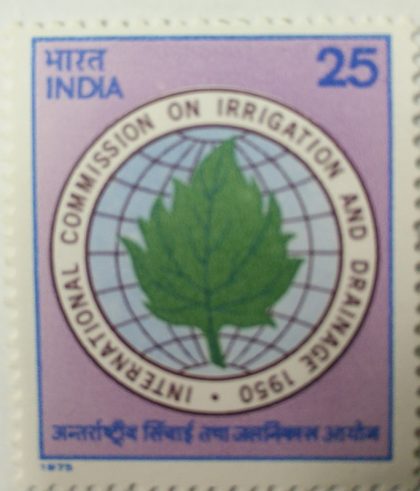 भारत
INDIA
25
INTERNATIONAL COMMISSION ON IRRIGATION AND DRAINAGE 1950 •
अन्तर्राष्ट्रीय सिंचाई तथा जलनिकास आयोग
1975